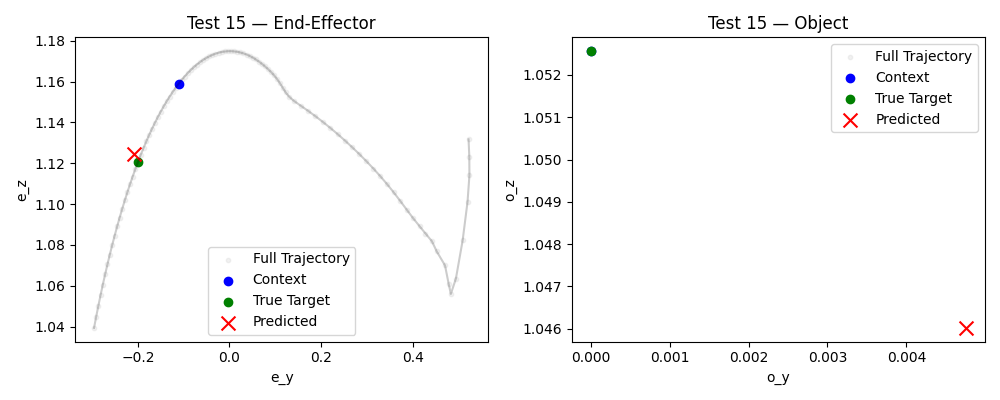 Test 15 — End-Effector
1.18
1.16
1.14
1.12
1.10
1.08
1.06
1.04
e_z
−0.2
0.0
0.2
0.4
e_y
Full Trajectory
Context
True Target
Predicted
Test 15 — Object
1.052
1.051
1.050
1.049
1.048
1.047
1.046
o_z
0.000
0.001
0.002
0.003
0.004
o_y
Full Trajectory
Context
True Target
Predicted